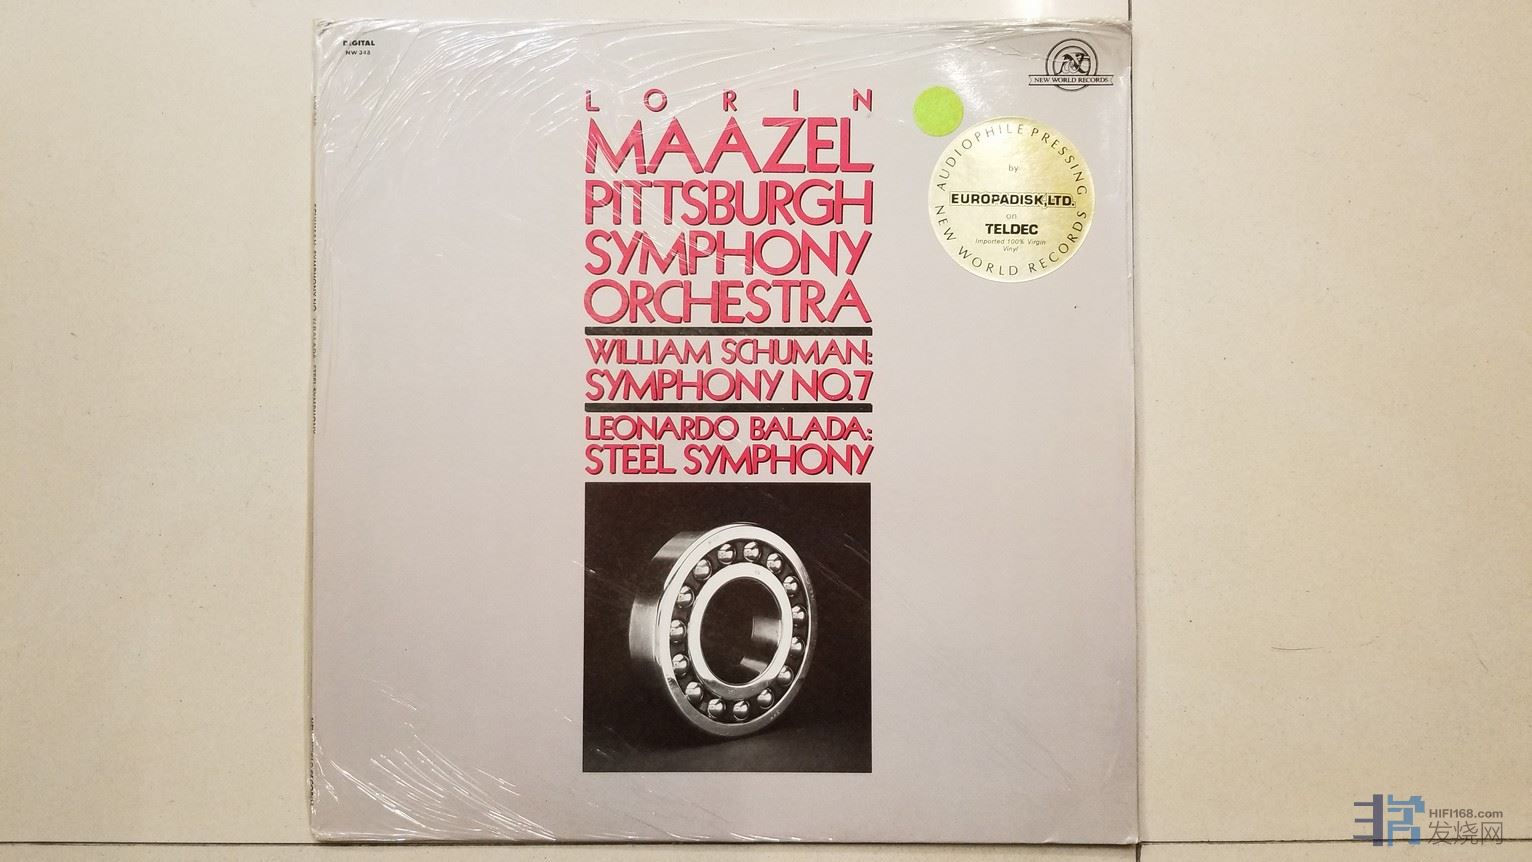 DIGITAL
NW 348
NEW WORLD RECORDS
LORIN
MAAZEL
PITTSBURGH
SYMPHONY
ORCHESTRA
WILLIAM SCHUMAN:
SYMPHONY NO.7
LEONARDO BALADA:
STEEL SYMPHONY
AUDIOPHILE PRESSING
by
EUROPADISK, LTD.
on
TELDEC
Imported 100% Virgin
Vinyl
NEW WORLD RECORDS
HIFI168.com
发烧网